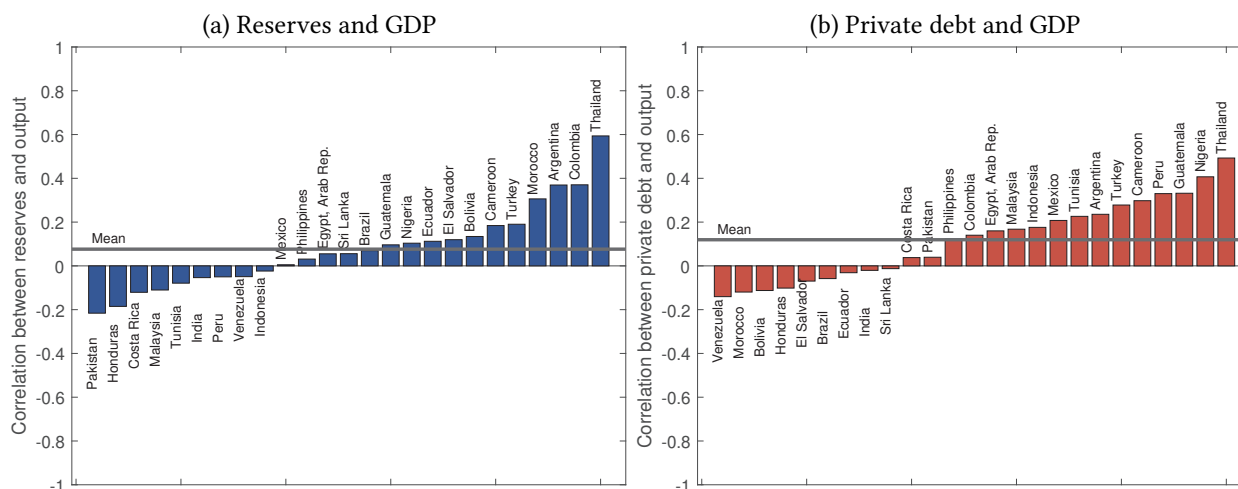 (a) Reserves and GDP
Correlation between reserves and output
1
0.8
0.6
0.4
0.2
0
-0.2
-0.4
-0.6
-0.8
-1
Mean
Pakistan
Honduras
Costa Rica
Malaysia
Tunisia
India
Peru
Venezuela
Indonesia
Mexico
Philippines
Egypt, Arab Rep.
Sri Lanka
Brazil
Guatemala
Nigeria
Ecuador
El Salvador
Bolivia
Cameroon
Turkey
Morocco
Argentina
Colombia
Thailand
(b) Private debt and GDP
Correlation between private debt and output
1
0.8
0.6
0.4
0.2
0
-0.2
-0.4
-0.6
-0.8
-1
Mean
Venezuela
Morocco
Bolivia
Honduras
El Salvador
Brazil
Ecuador
India
Sri Lanka
Costa Rica
Pakistan
Philippines
Colombia
Egypt, Arab Rep.
Malaysia
Indonesia
Mexico
Tunisia
Argentina
Turkey
Cameroon
Peru
Guatemala
Nigeria
Thailand